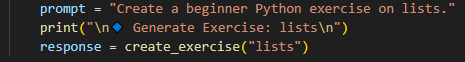 prompt = "Create a beginner Python exercise on lists."
print("\n🔹 Generate Exercise: lists\n")
response = create_exercise("lists")